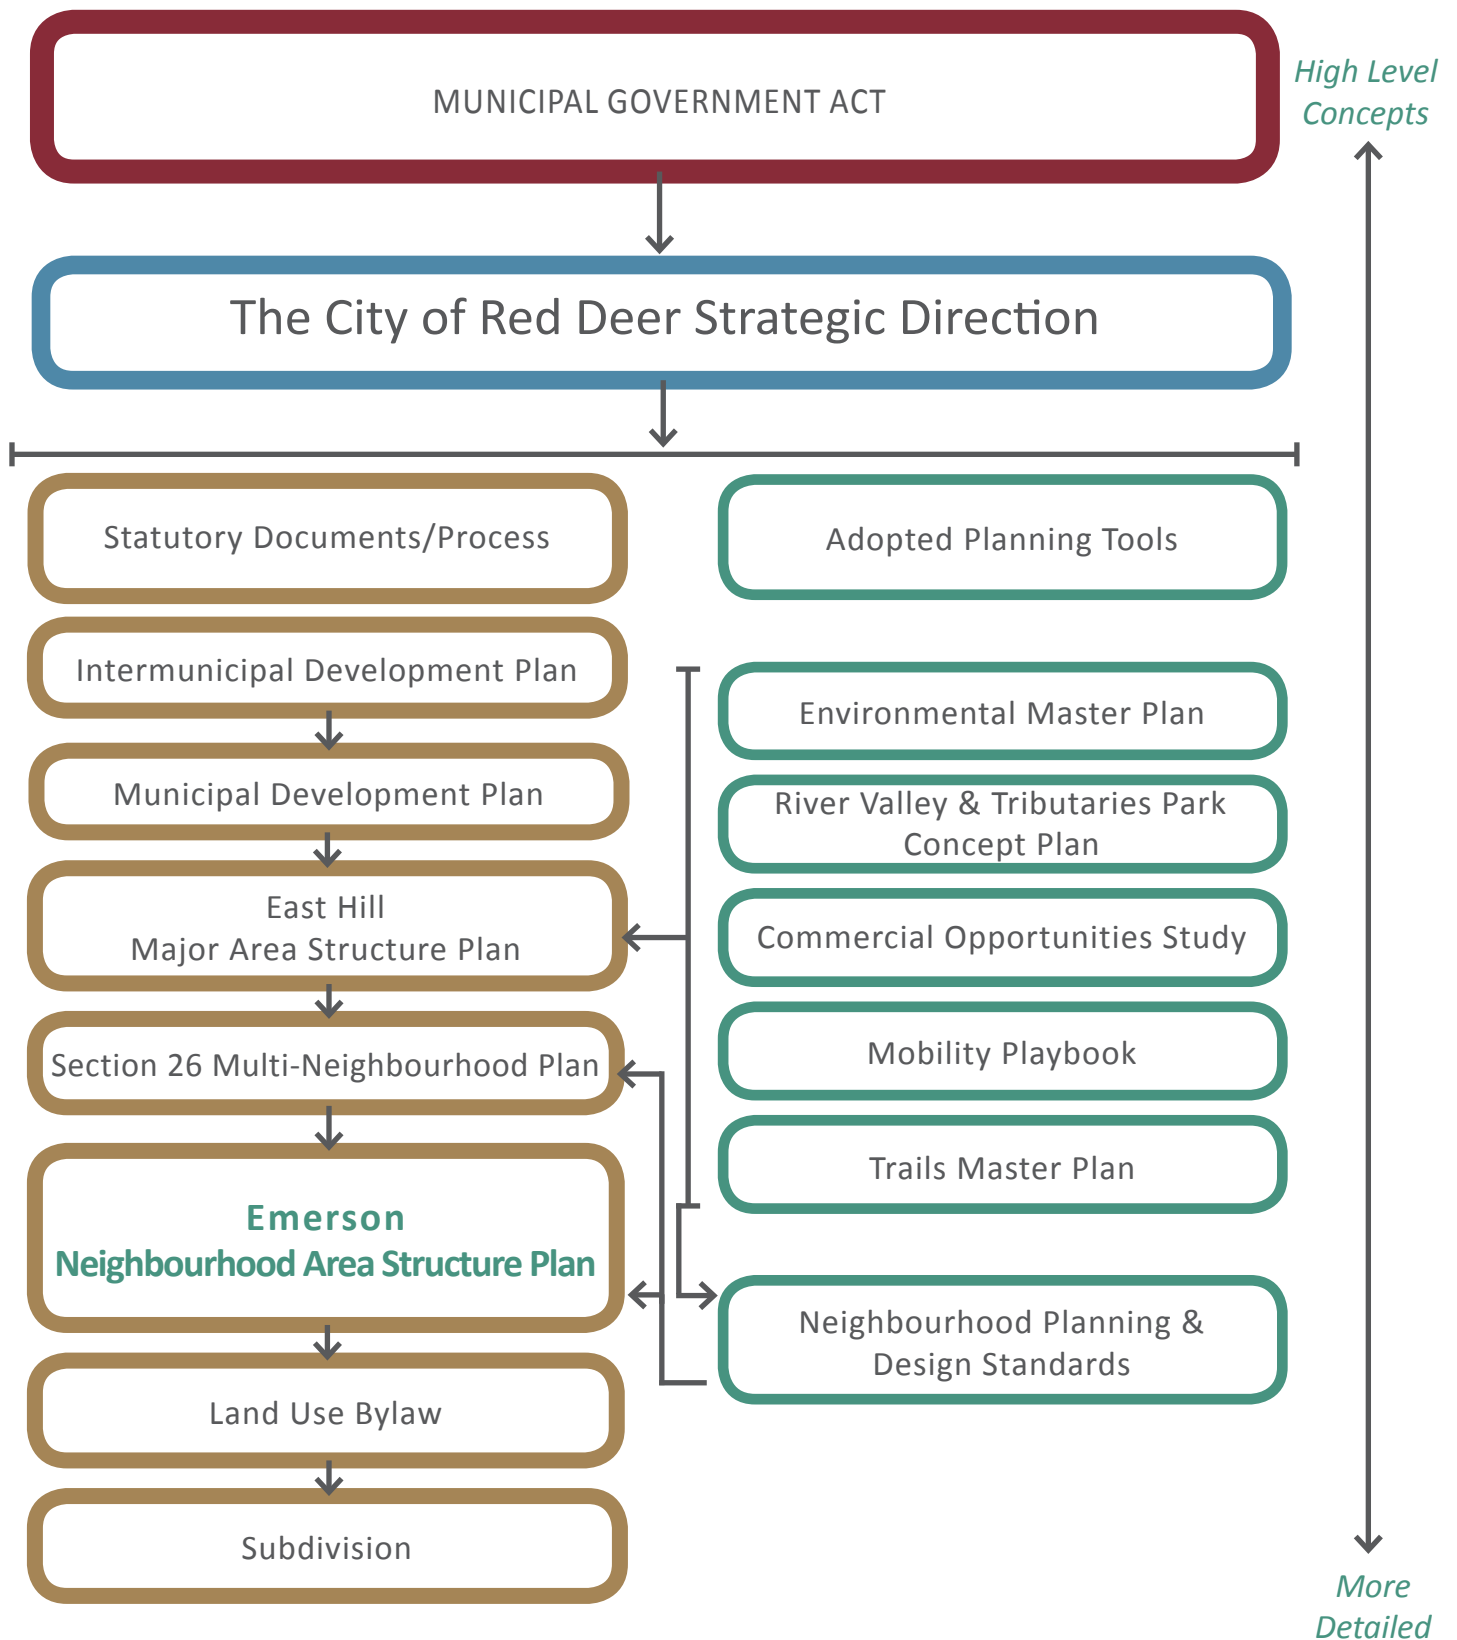 MUNICIPAL GOVERNMENT ACT
High Level
Concepts
The City of Red Deer Strategic Direction
Statutory Documents/Process
Adopted Planning Tools
Intermunicipal Development Plan
Municipal Development Plan
East Hill
Major Area Structure Plan
Section 26 Multi-Neighbourhood Plan
Emerson
Neighbourhood Area Structure Plan
Land Use Bylaw
Subdivision
Environmental Master Plan
River Valley & Tributaries Park
Concept Plan
Commercial Opportunities Study
Mobility Playbook
Trails Master Plan
Neighbourhood Planning &
Design Standards
More
Detailed